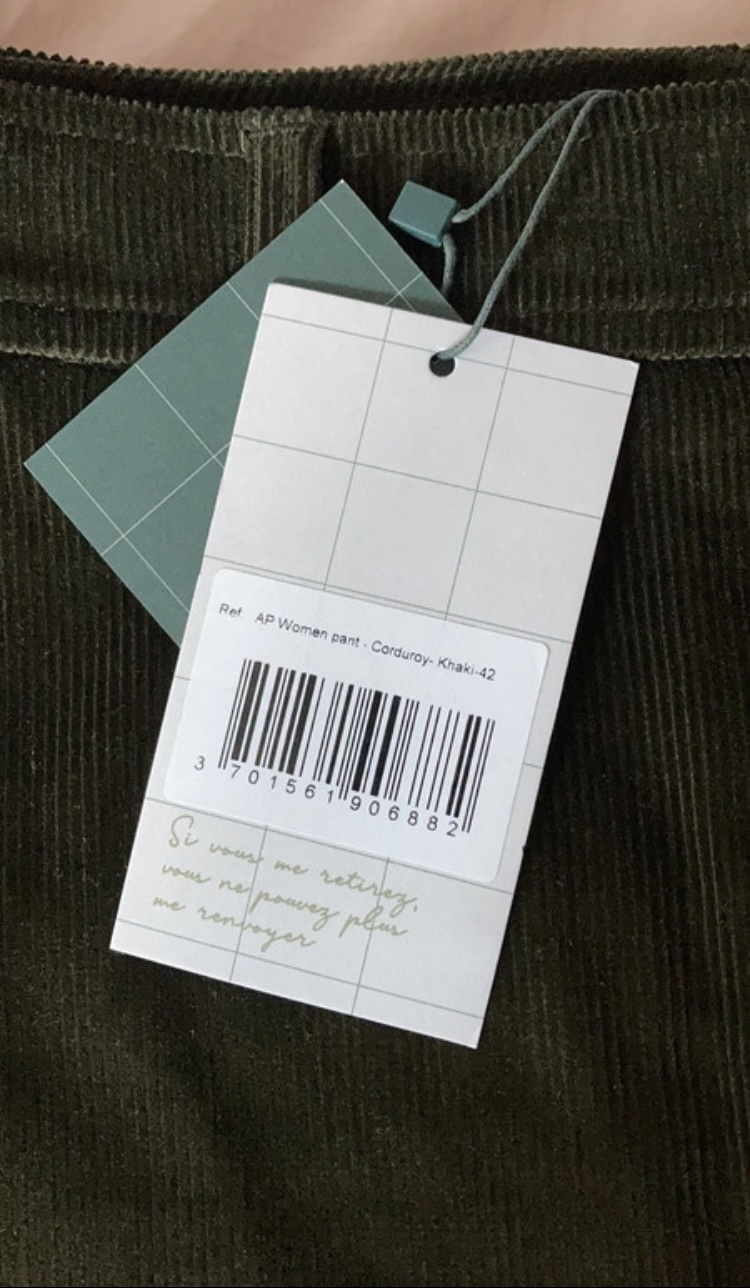 Ref AP Women pant - Corduroy- Khaki-42
3 701561 906882
Si vous me retirez,
vous ne pouvez plus
me renvoyer